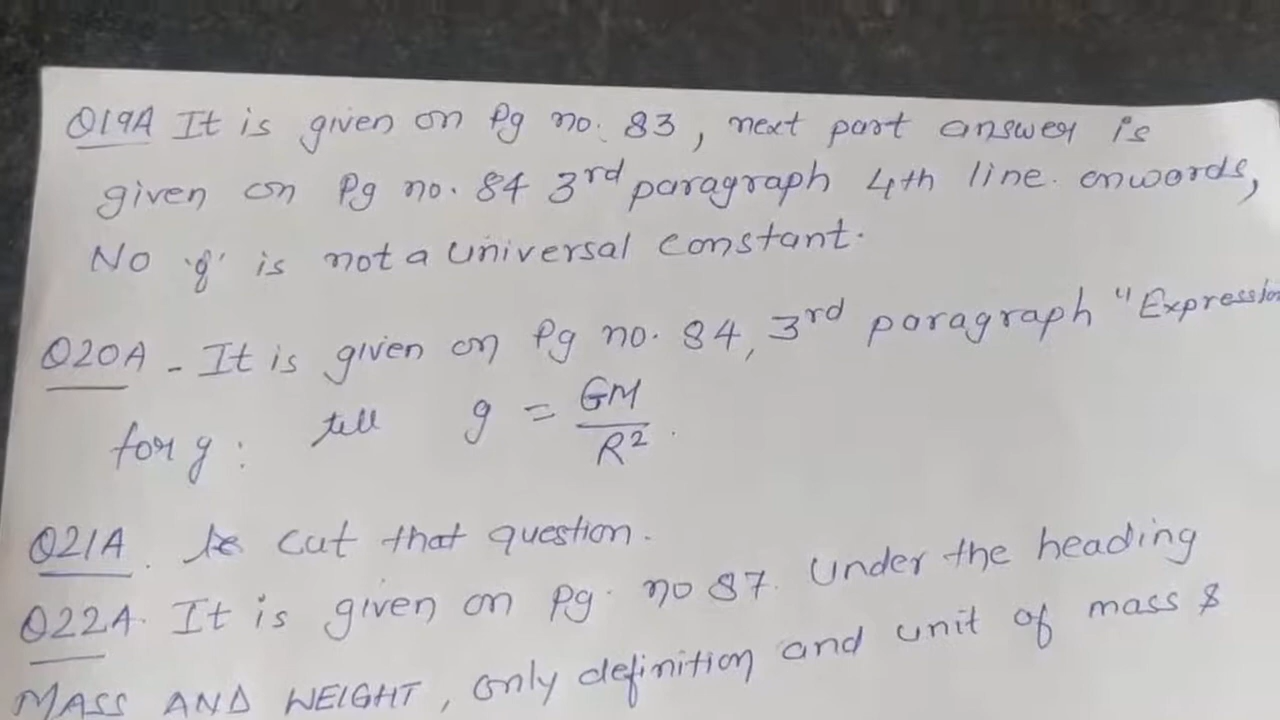 Q19A It is given on Pg no. 83, next part answer is
given on Pg no. 84 3rd paragraph 4th line. onwords,
No 'g' is not a universal constant.
Q20A - It is given on Pg no. 84, 3rd paragraph "Expression
for g: till g = GM/R².
Q21A. cut that question.
Q22A. It is given on pg. no 87. Under the heading
MASS AND WEIGHT, only definition and unit of mass &